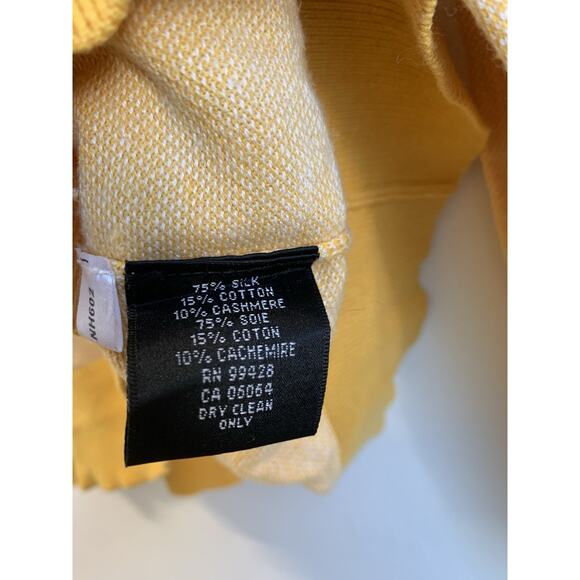 75% SILK
15% COTTON
10% CASHMERE
75% SOIE
15% COTON
10% CACHEMIRE
RN 99428
CA 06064
DRY CLEAN
ONLY
NH602